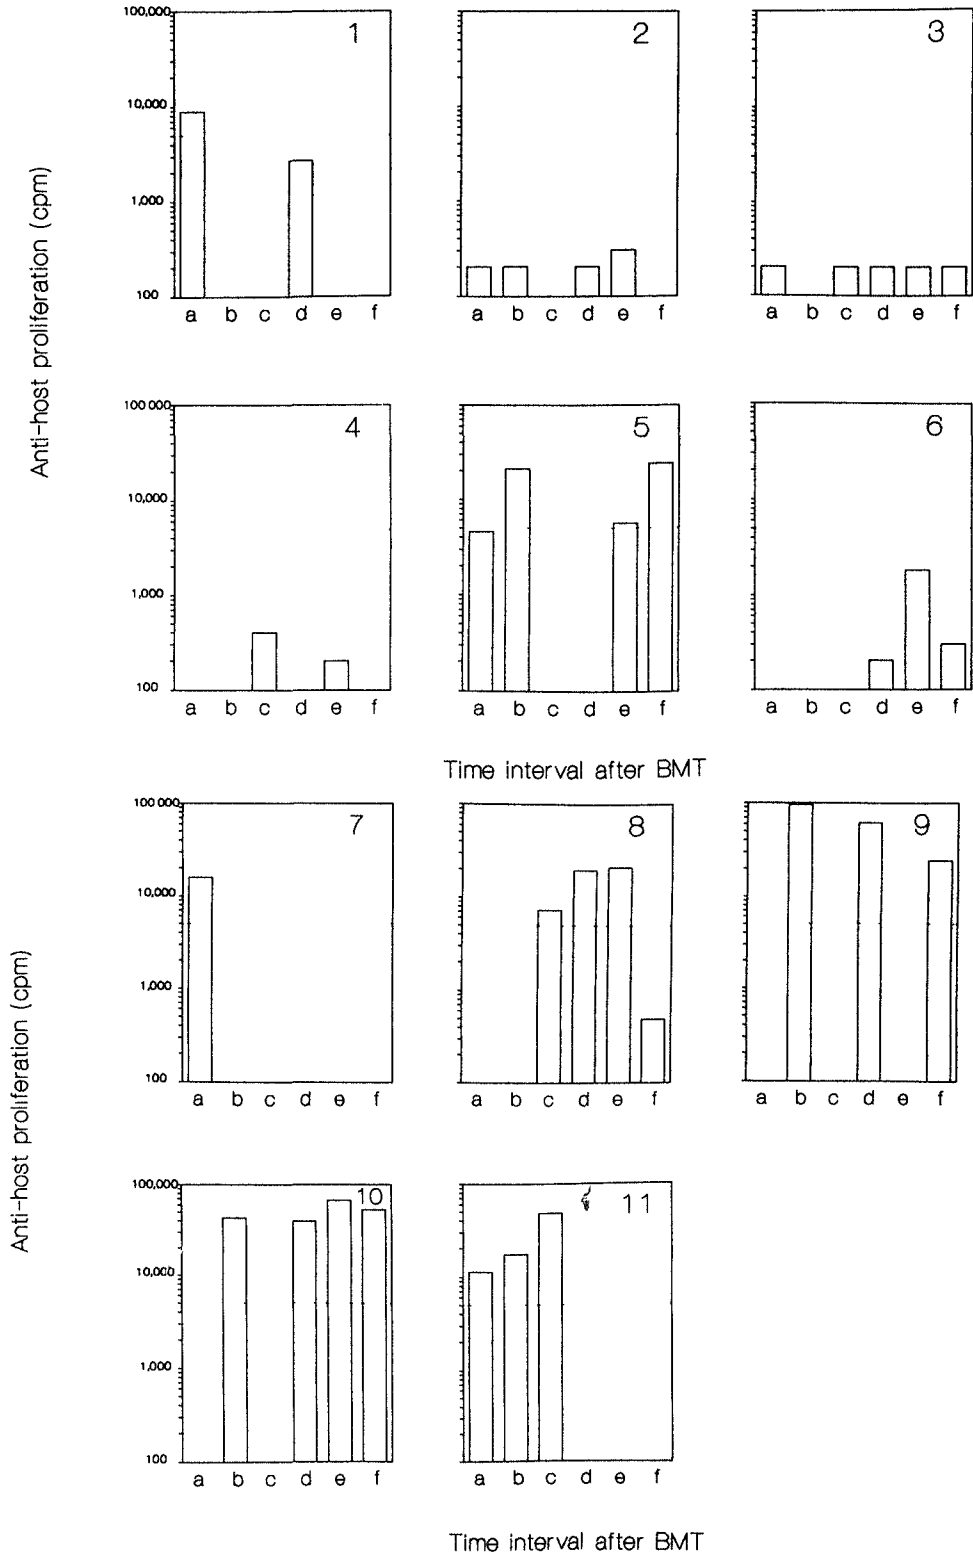 100,000
10,000
1,000
100
1
a b c d e f
2
a b c d e f
3
a b c d e f
Anti-host proliferation (cpm)
100 000
10,000
1,000
100
4
a b c d e f
5
a b c d e f
6
a b c d e f
Time interval after BMT
100 000
10,000
1,000
100
7
a b c d e f
8
a b c d e f
9
a b c d e f
Anti-host proliferation (cpm)
100,000
10,000
1,000
100
10
a b c d e f
11
a b c d e f
Time interval after BMT